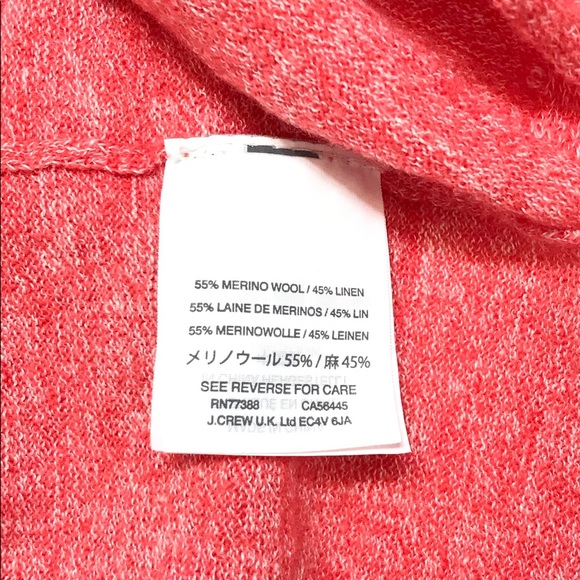 55% MERINO WOOL / 45% LINEN
55% LAINE DE MERINOS / 45% LIN
55% MERINOWOLLE / 45% LEINEN
メリノウール 55% / 麻 45%
SEE REVERSE FOR CARE
RN77388 CA56445
J.CREW U.K. Ltd EC4V 6JA